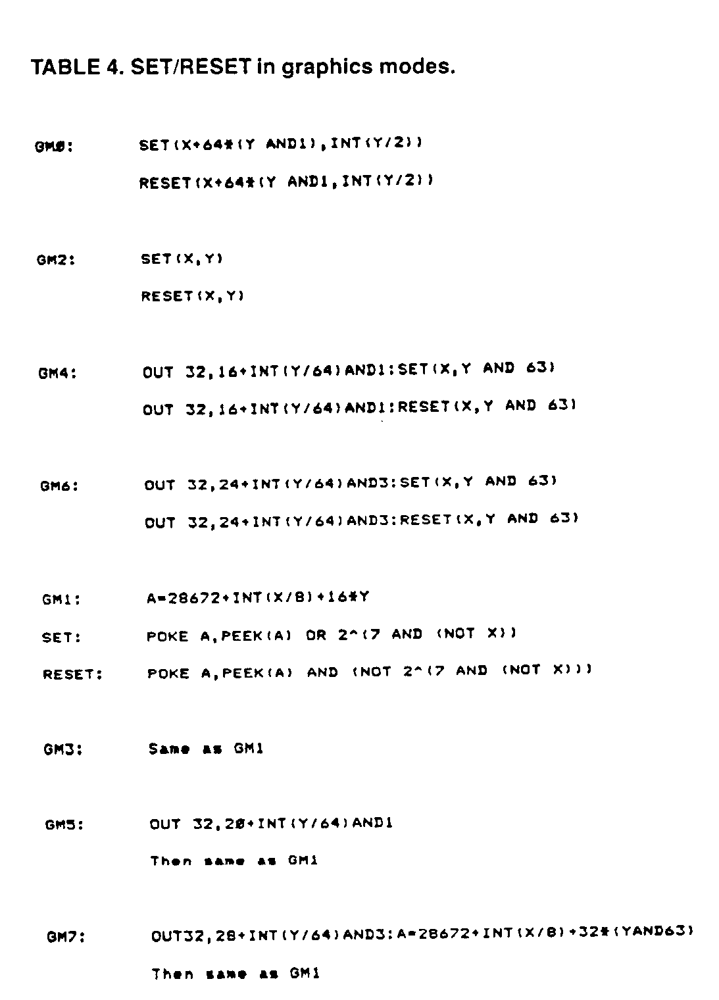 TABLE 4. SET/RESET in graphics modes.
GM0: SET(X+64*(Y AND1),INT(Y/2))
RESET(X+64*(Y AND1,INT(Y/2))
GM2: SET(X,Y)
RESET(X,Y)
GM4: OUT 32,16+INT(Y/64)AND1:SET(X,Y AND 63)
OUT 32,16+INT(Y/64)AND1:RESET(X,Y AND 63)
GM6: OUT 32,24+INT(Y/64)AND3:SET(X,Y AND 63)
OUT 32,24+INT(Y/64)AND3:RESET(X,Y AND 63)
GM1: A=28672+INT(X/8)+16*Y
SET: POKE A,PEEK(A) OR 2^(7 AND (NOT X))
RESET: POKE A,PEEK(A) AND (NOT 2^(7 AND (NOT X)))
GM3: Same as GM1
GM5: OUT 32,20+INT(Y/64)AND1
Then same as GM1
GM7: OUT32,28+INT(Y/64)AND3:A=28672+INT(X/8)+32*(YAND63)
Then same as GM1